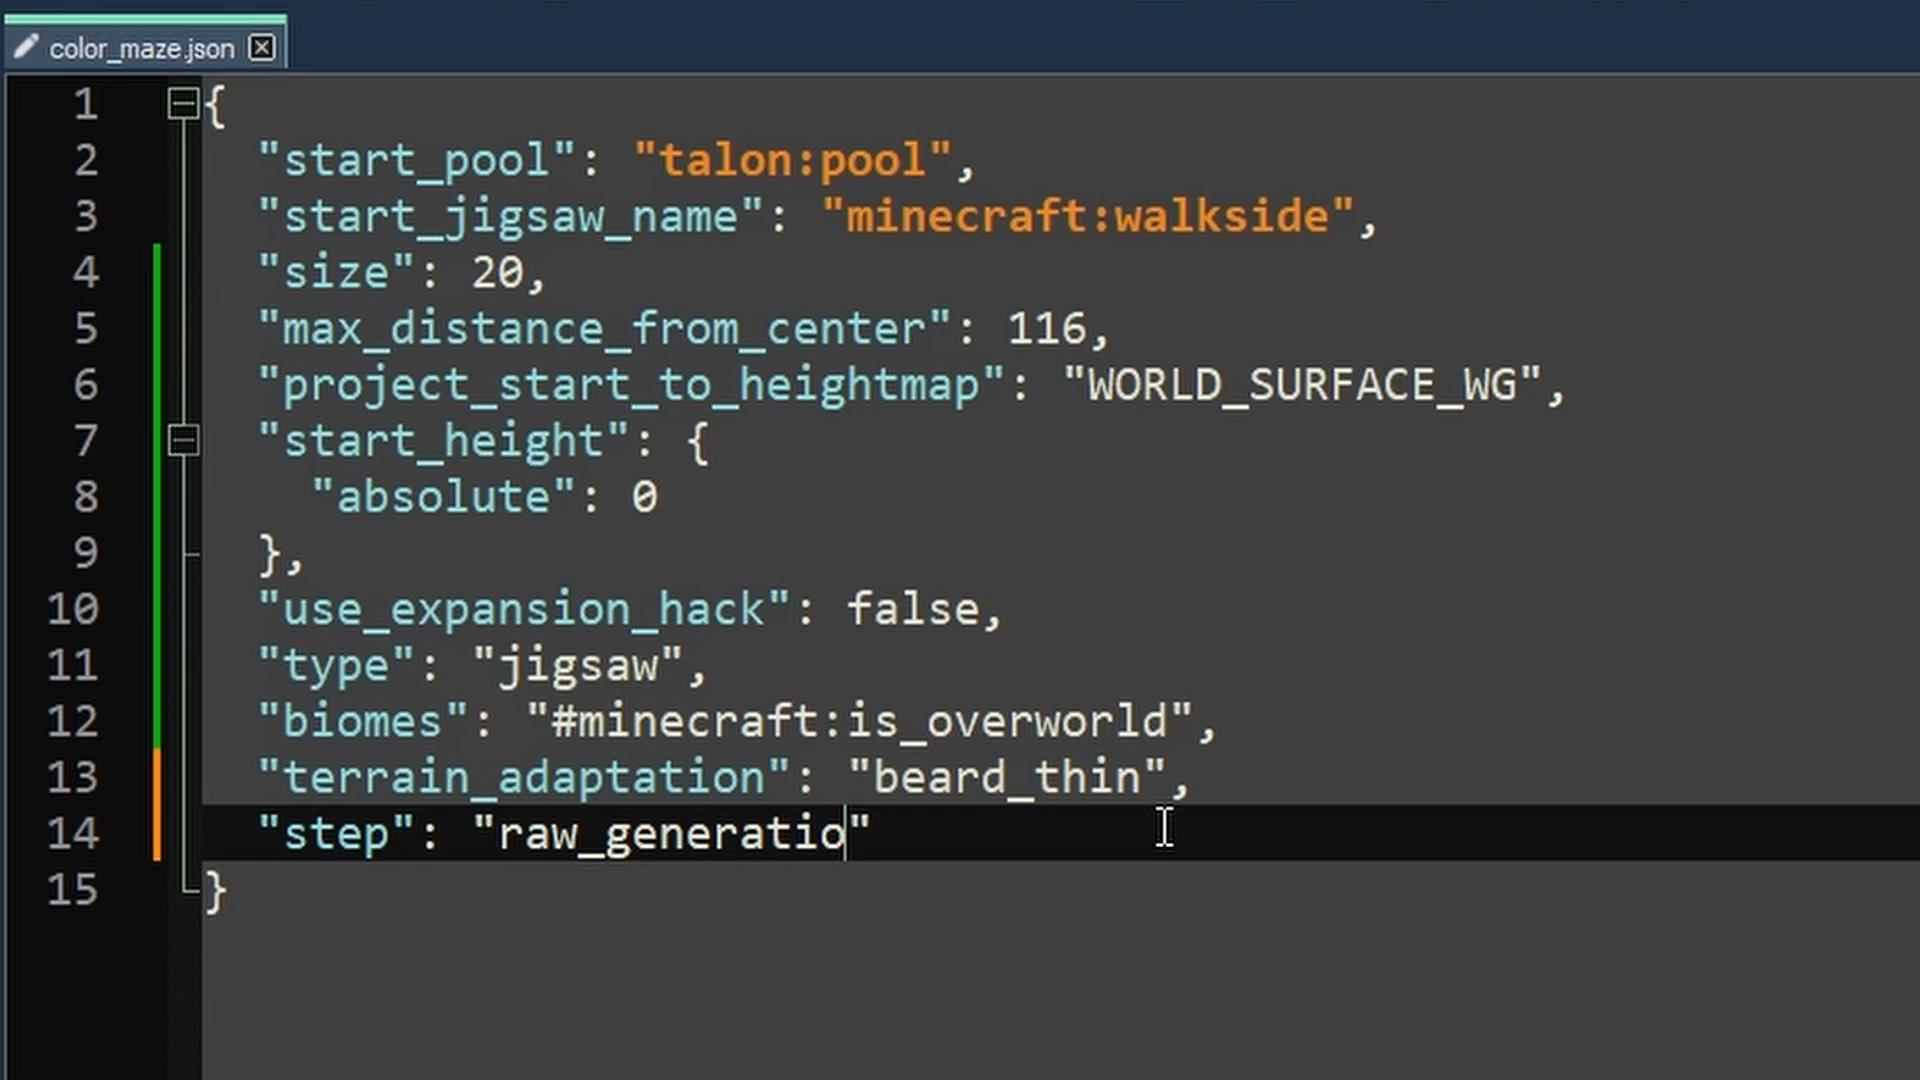 color_maze.json
1 {
2 "start_pool": "talon:pool",
3 "start_jigsaw_name": "minecraft:walkside",
4 "size": 20,
5 "max_distance_from_center": 116,
6 "project_start_to_heightmap": "WORLD_SURFACE_WG",
7 "start_height": {
8 "absolute": 0
9 },
10 "use_expansion_hack": false,
11 "type": "jigsaw",
12 "biomes": "#minecraft:is_overworld",
13 "terrain_adaptation": "beard_thin",
14 "step": "raw_generatio"
15 }